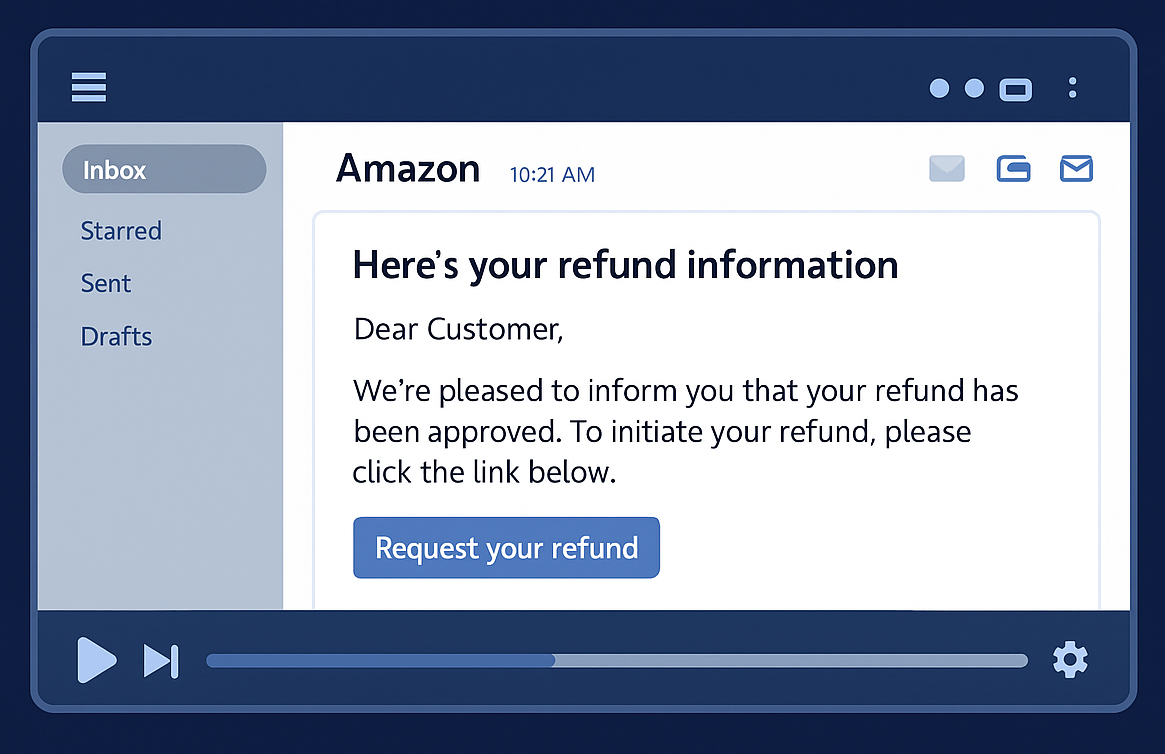 Inbox
Starred
Sent
Drafts
Amazon 10:21 AM
Here's your refund information
Dear Customer,
We're pleased to inform you that your refund has
been approved. To initiate your refund, please
click the link below.
Request your refund